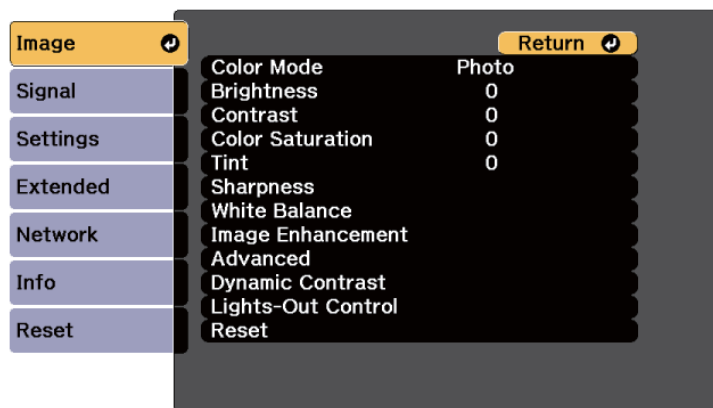 Image
Signal
Settings
Extended
Network
Info
Reset
Return
Color Mode Photo
Brightness 0
Contrast 0
Color Saturation 0
Tint 0
Sharpness
White Balance
Image Enhancement
Advanced
Dynamic Contrast
Lights-Out Control
Reset